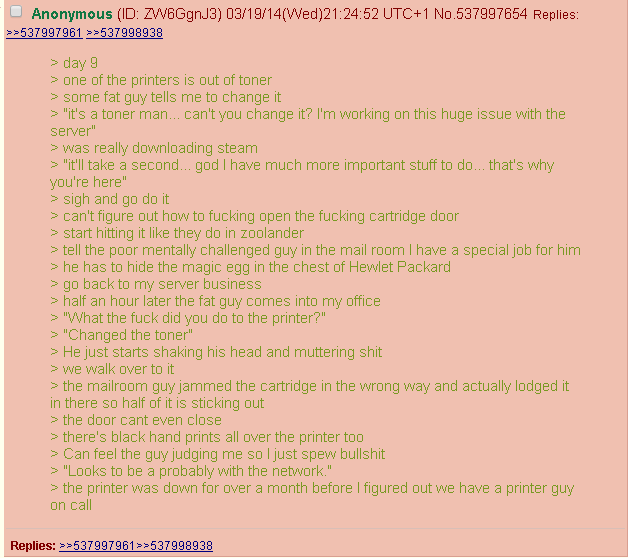 Anonymous (ID: ZW6GgnJ3) 03/19/14(Wed)21:24:52 UTC+1 No.537997654 Replies:
>>537997961 >>537998938
> day 9
> one of the printers is out of toner
> some fat guy tells me to change it
> "it's a toner man... can't you change it? I'm working on this huge issue with the
server"
> was really downloading steam
> "it'll take a second... god I have much more important stuff to do... that's why
you're here"
> sigh and go do it
> can't figure out how to fucking open the fucking cartridge door
> start hitting it like they do in zoolander
> tell the poor mentally challenged guy in the mail room I have a special job for him
> he has to hide the magic egg in the chest of Hewlet Packard
> go back to my server business
> half an hour later the fat guy comes into my office
> "What the fuck did you do to the printer?"
> "Changed the toner"
> He just starts shaking his head and muttering shit
> we walk over to it
> the mailroom guy jammed the cartridge in the wrong way and actually lodged it
in there so half of it is sticking out
> the door cant even close
> there's black hand prints all over the printer too
> Can feel the guy judging me so I just spew bullshit
> "Looks to be a probably with the network."
> the printer was down for over a month before I figured out we have a printer guy
on call
Replies: >>537997961>>537998938